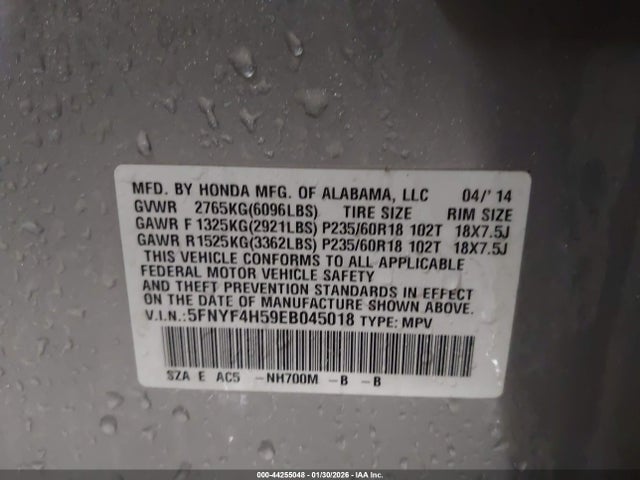 MFD. BY HONDA MFG. OF ALABAMA, LLC 04/'14
GVWR 2765KG(6096LBS) TIRE SIZE RIM SIZE
GAWR F 1325KG(2921LBS) P235/60R18 102T 18X7.5J
GAWR R 1525KG(3362LBS) P235/60R18 102T 18X7.5J
THIS VEHICLE CONFORMS TO ALL APPLICABLE
FEDERAL MOTOR VEHICLE SAFETY
AND THEFT PREVENTION STANDARDS IN EFFECT
ON THE DATE OF MANUFACTURE SHOWN ABOVE.
V.I.N.:5FNYF4H59EB045018 TYPE: MPV
SZA E AC5 -NH700M -B -B
000-44255048 | 01/30/2026 - IAA Inc.